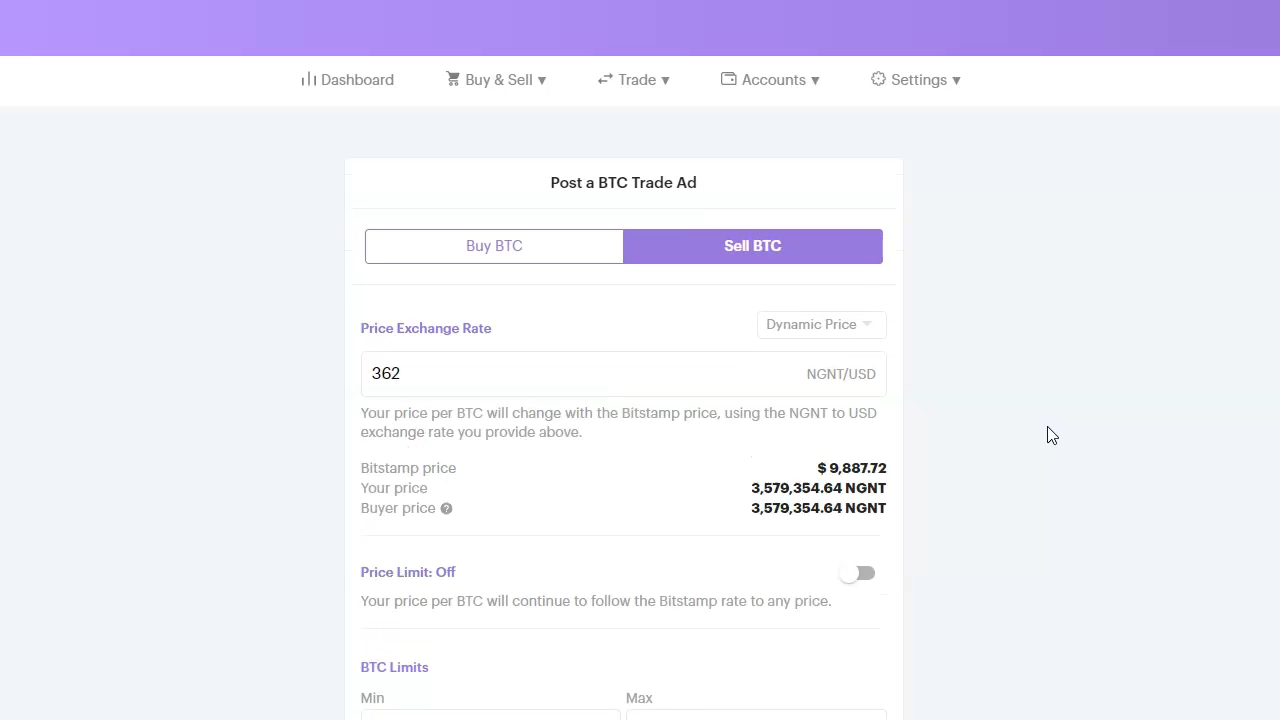 Dashboard
Buy & Sell ▼
Trade ▼
Accounts ▼
Settings ▼
Post a BTC Trade Ad
Buy BTC
Sell BTC
Price Exchange Rate
Dynamic Price
362
NGNT/USD
Your price per BTC will change with the Bitstamp price, using the NGNT to USD
exchange rate you provide above.
Bitstamp price
$ 9,887.72
Your price
3,579,354.64 NGNT
Buyer price ?
3,579,354.64 NGNT
Price Limit: Off
Your price per BTC will continue to follow the Bitstamp rate to any price.
BTC Limits
Min
Max